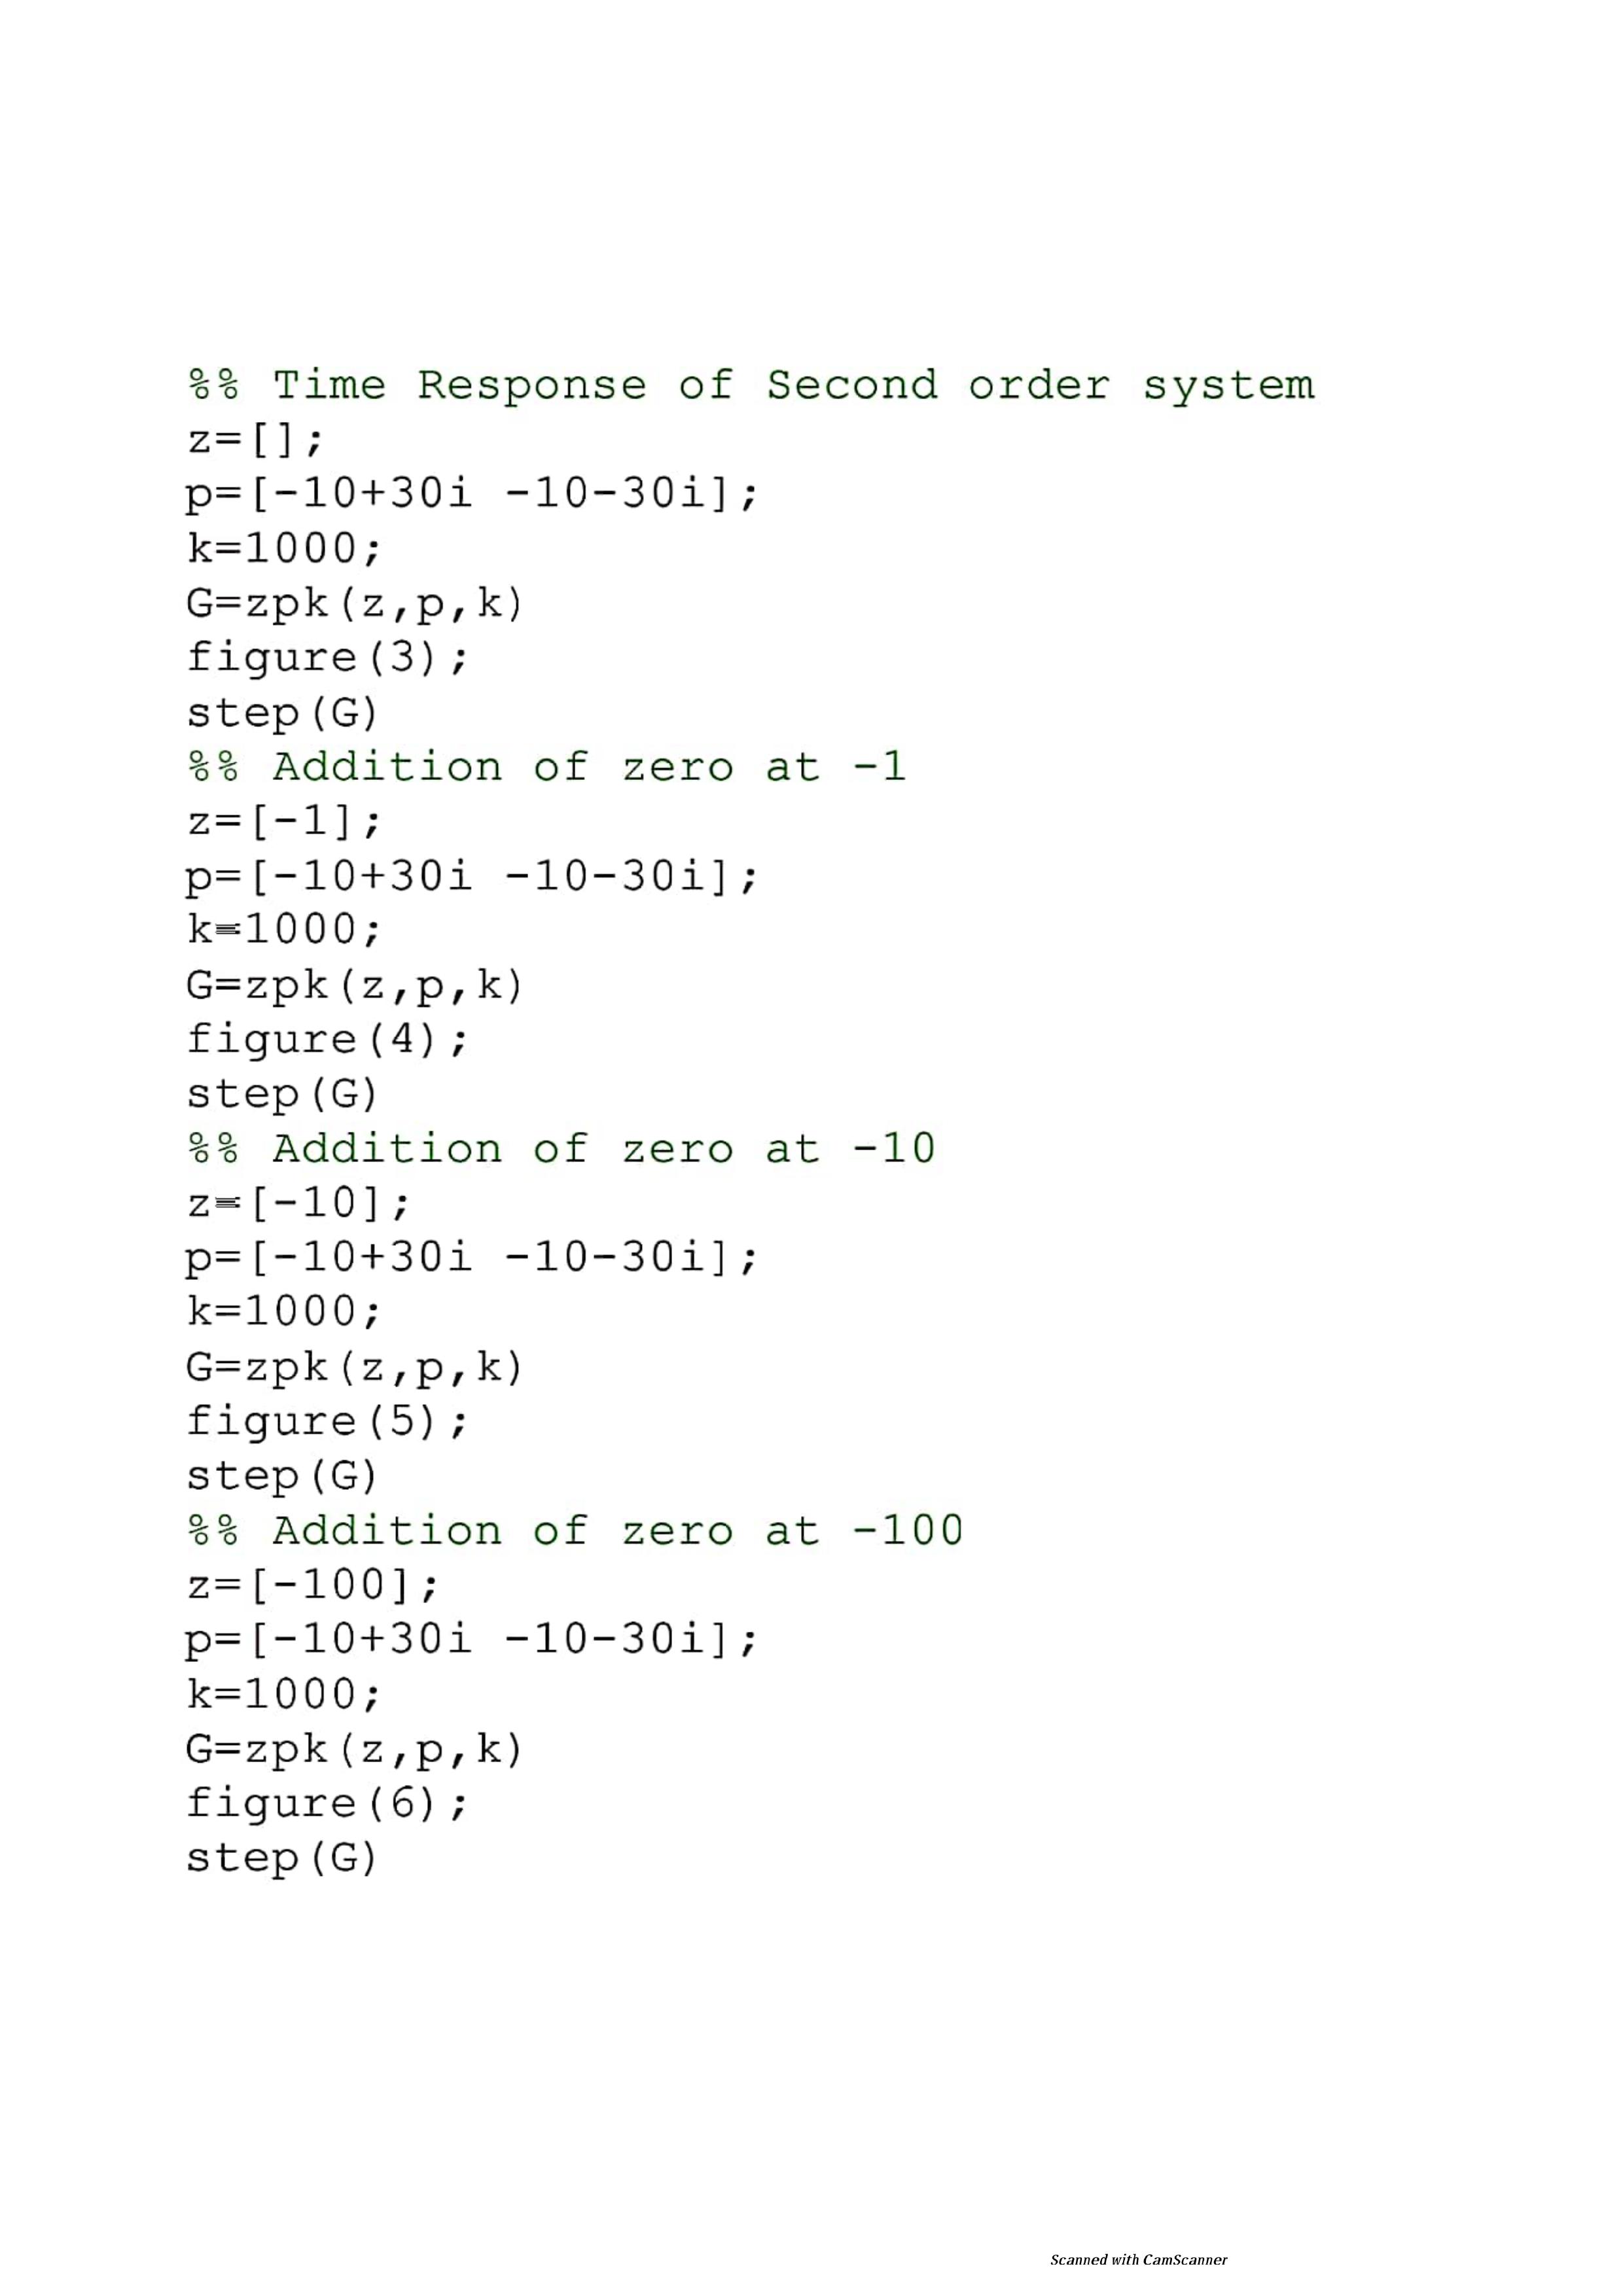 %% Time Response of Second order system
z=[];
p=[-10+30i -10-30i];
k=1000;
G=zpk(z,p,k)
figure(3);
step(G)
%% Addition of zero at -1
z=[-1];
p=[-10+30i -10-30i];
k=1000;
G=zpk(z,p,k)
figure(4);
step(G)
%% Addition of zero at -10
z=[-10];
p=[-10+30i -10-30i];
k=1000;
G=zpk(z,p,k)
figure(5);
step(G)
%% Addition of zero at -100
z=[-100];
p=[-10+30i -10-30i];
k=1000;
G=zpk(z,p,k)
figure(6);
step(G)
Scanned with CamScanner